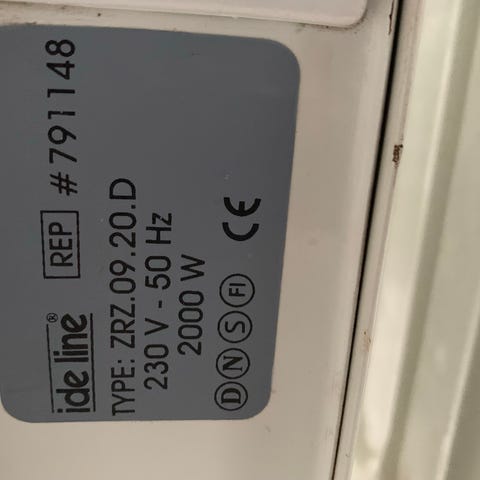 ide line® REP #791148
TYPE: ZRZ.09.20.D
230 V - 50 Hz
2000 W
D N S FI CE